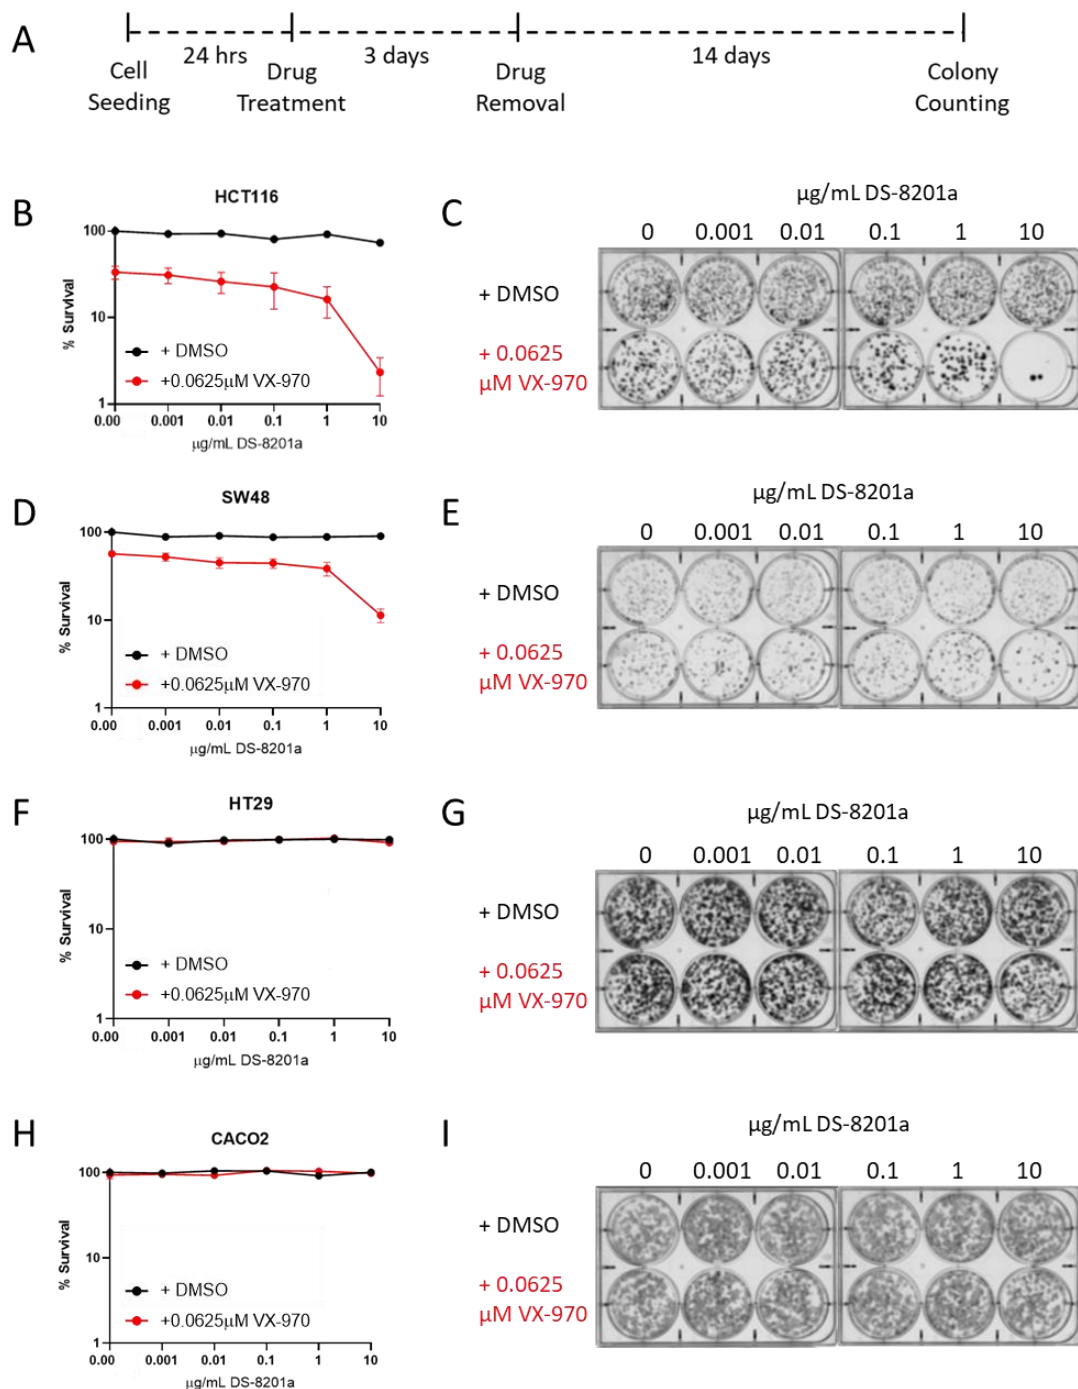 A
24 hrs
3 days
14 days
Cell
Seeding
Drug
Treatment
Drug
Removal
Colony
Counting
B
HCT116
% Survival
100
10
1
+ DMSO
+0.0625μM VX-970
0.00 0.001 0.01 0.1 1 10
μg/mL DS-8201a
C
μg/mL DS-8201a
0 0.001 0.01 0.1 1 10
+ DMSO
+ 0.0625
μM VX-970
D
SW48
% Survival
100
10
1
+ DMSO
+0.0625μM VX-970
0.00 0.001 0.01 0.1 1 10
μg/mL DS-8201a
E
μg/mL DS-8201a
0 0.001 0.01 0.1 1 10
+ DMSO
+ 0.0625
μM VX-970
F
HT29
% Survival
100
10
1
+ DMSO
+0.0625μM VX-970
0.00 0.001 0.01 0.1 1 10
μg/mL DS-8201a
G
μg/mL DS-8201a
0 0.001 0.01 0.1 1 10
+ DMSO
+ 0.0625
μM VX-970
H
CACO2
% Survival
100
10
1
+ DMSO
+0.0625μM VX-970
0.00 0.001 0.01 0.1 1 10
μg/mL DS-8201a
I
μg/mL DS-8201a
0 0.001 0.01 0.1 1 10
+ DMSO
+ 0.0625
μM VX-970